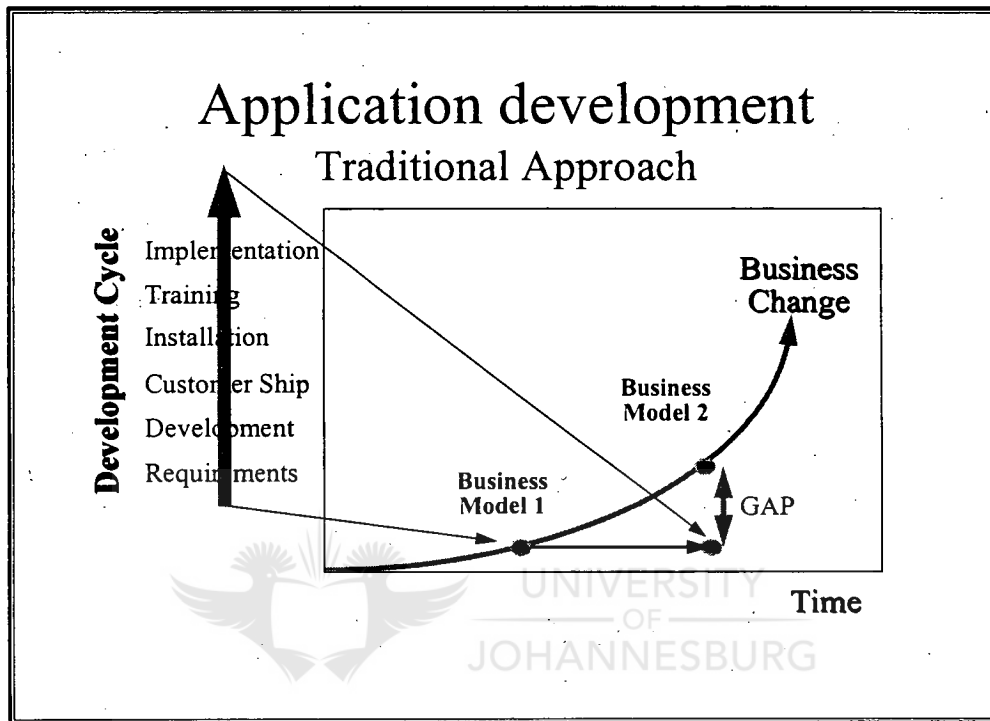 Application development
Traditional Approach
Development Cycle
Implementation
Training
Installation
Customer Ship
Development
Requirements
Business
Change
Business
Model 2
Business
Model 1
GAP
Time
UNIVERSITY
OF
JOHANNESBURG